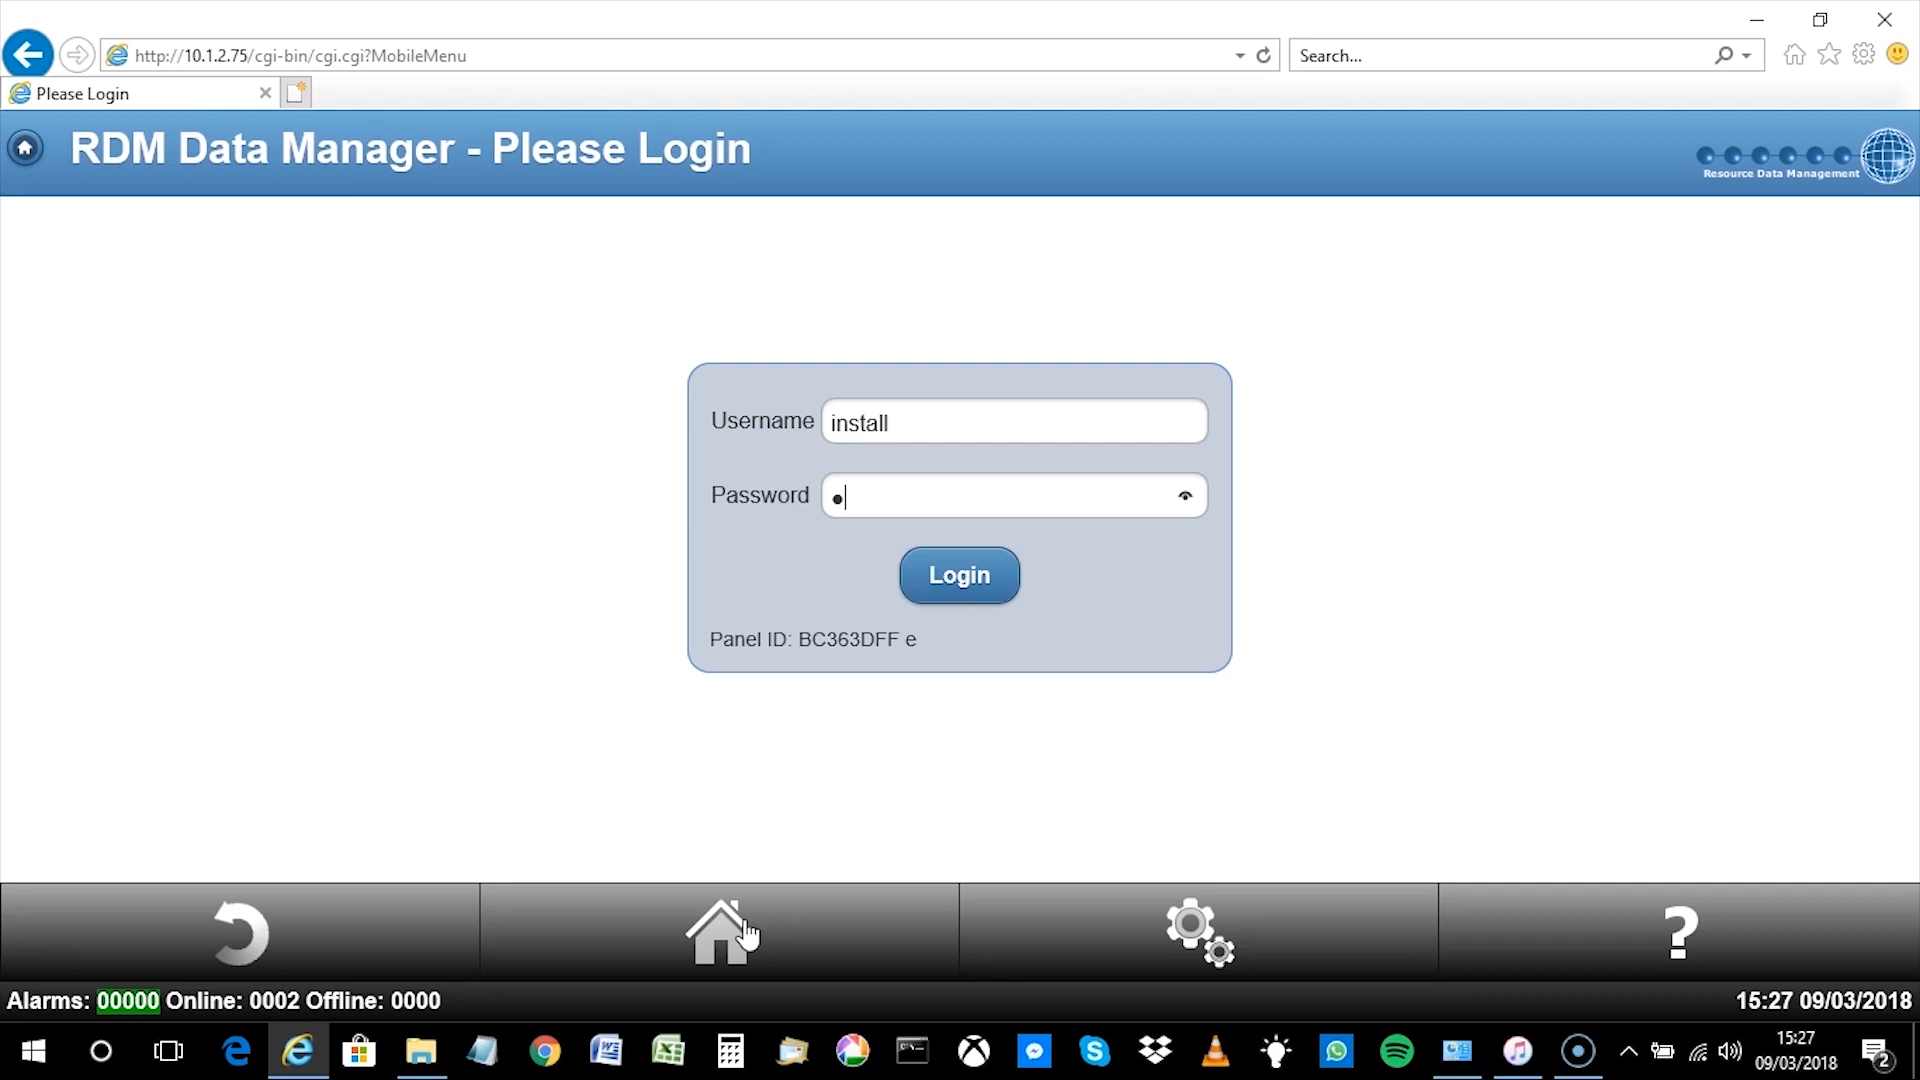 http://10.1.2.75/cgi-bin/cgi.cgi?MobileMenu
Search...
Please Login
RDM Data Manager - Please Login
Resource Data Management
Username install
Password
Login
Panel ID: BC363DFF e
?
Alarms: 00000 Online: 0002 Offline: 0000
15:27 09/03/2018
15:27
09/03/2018
2